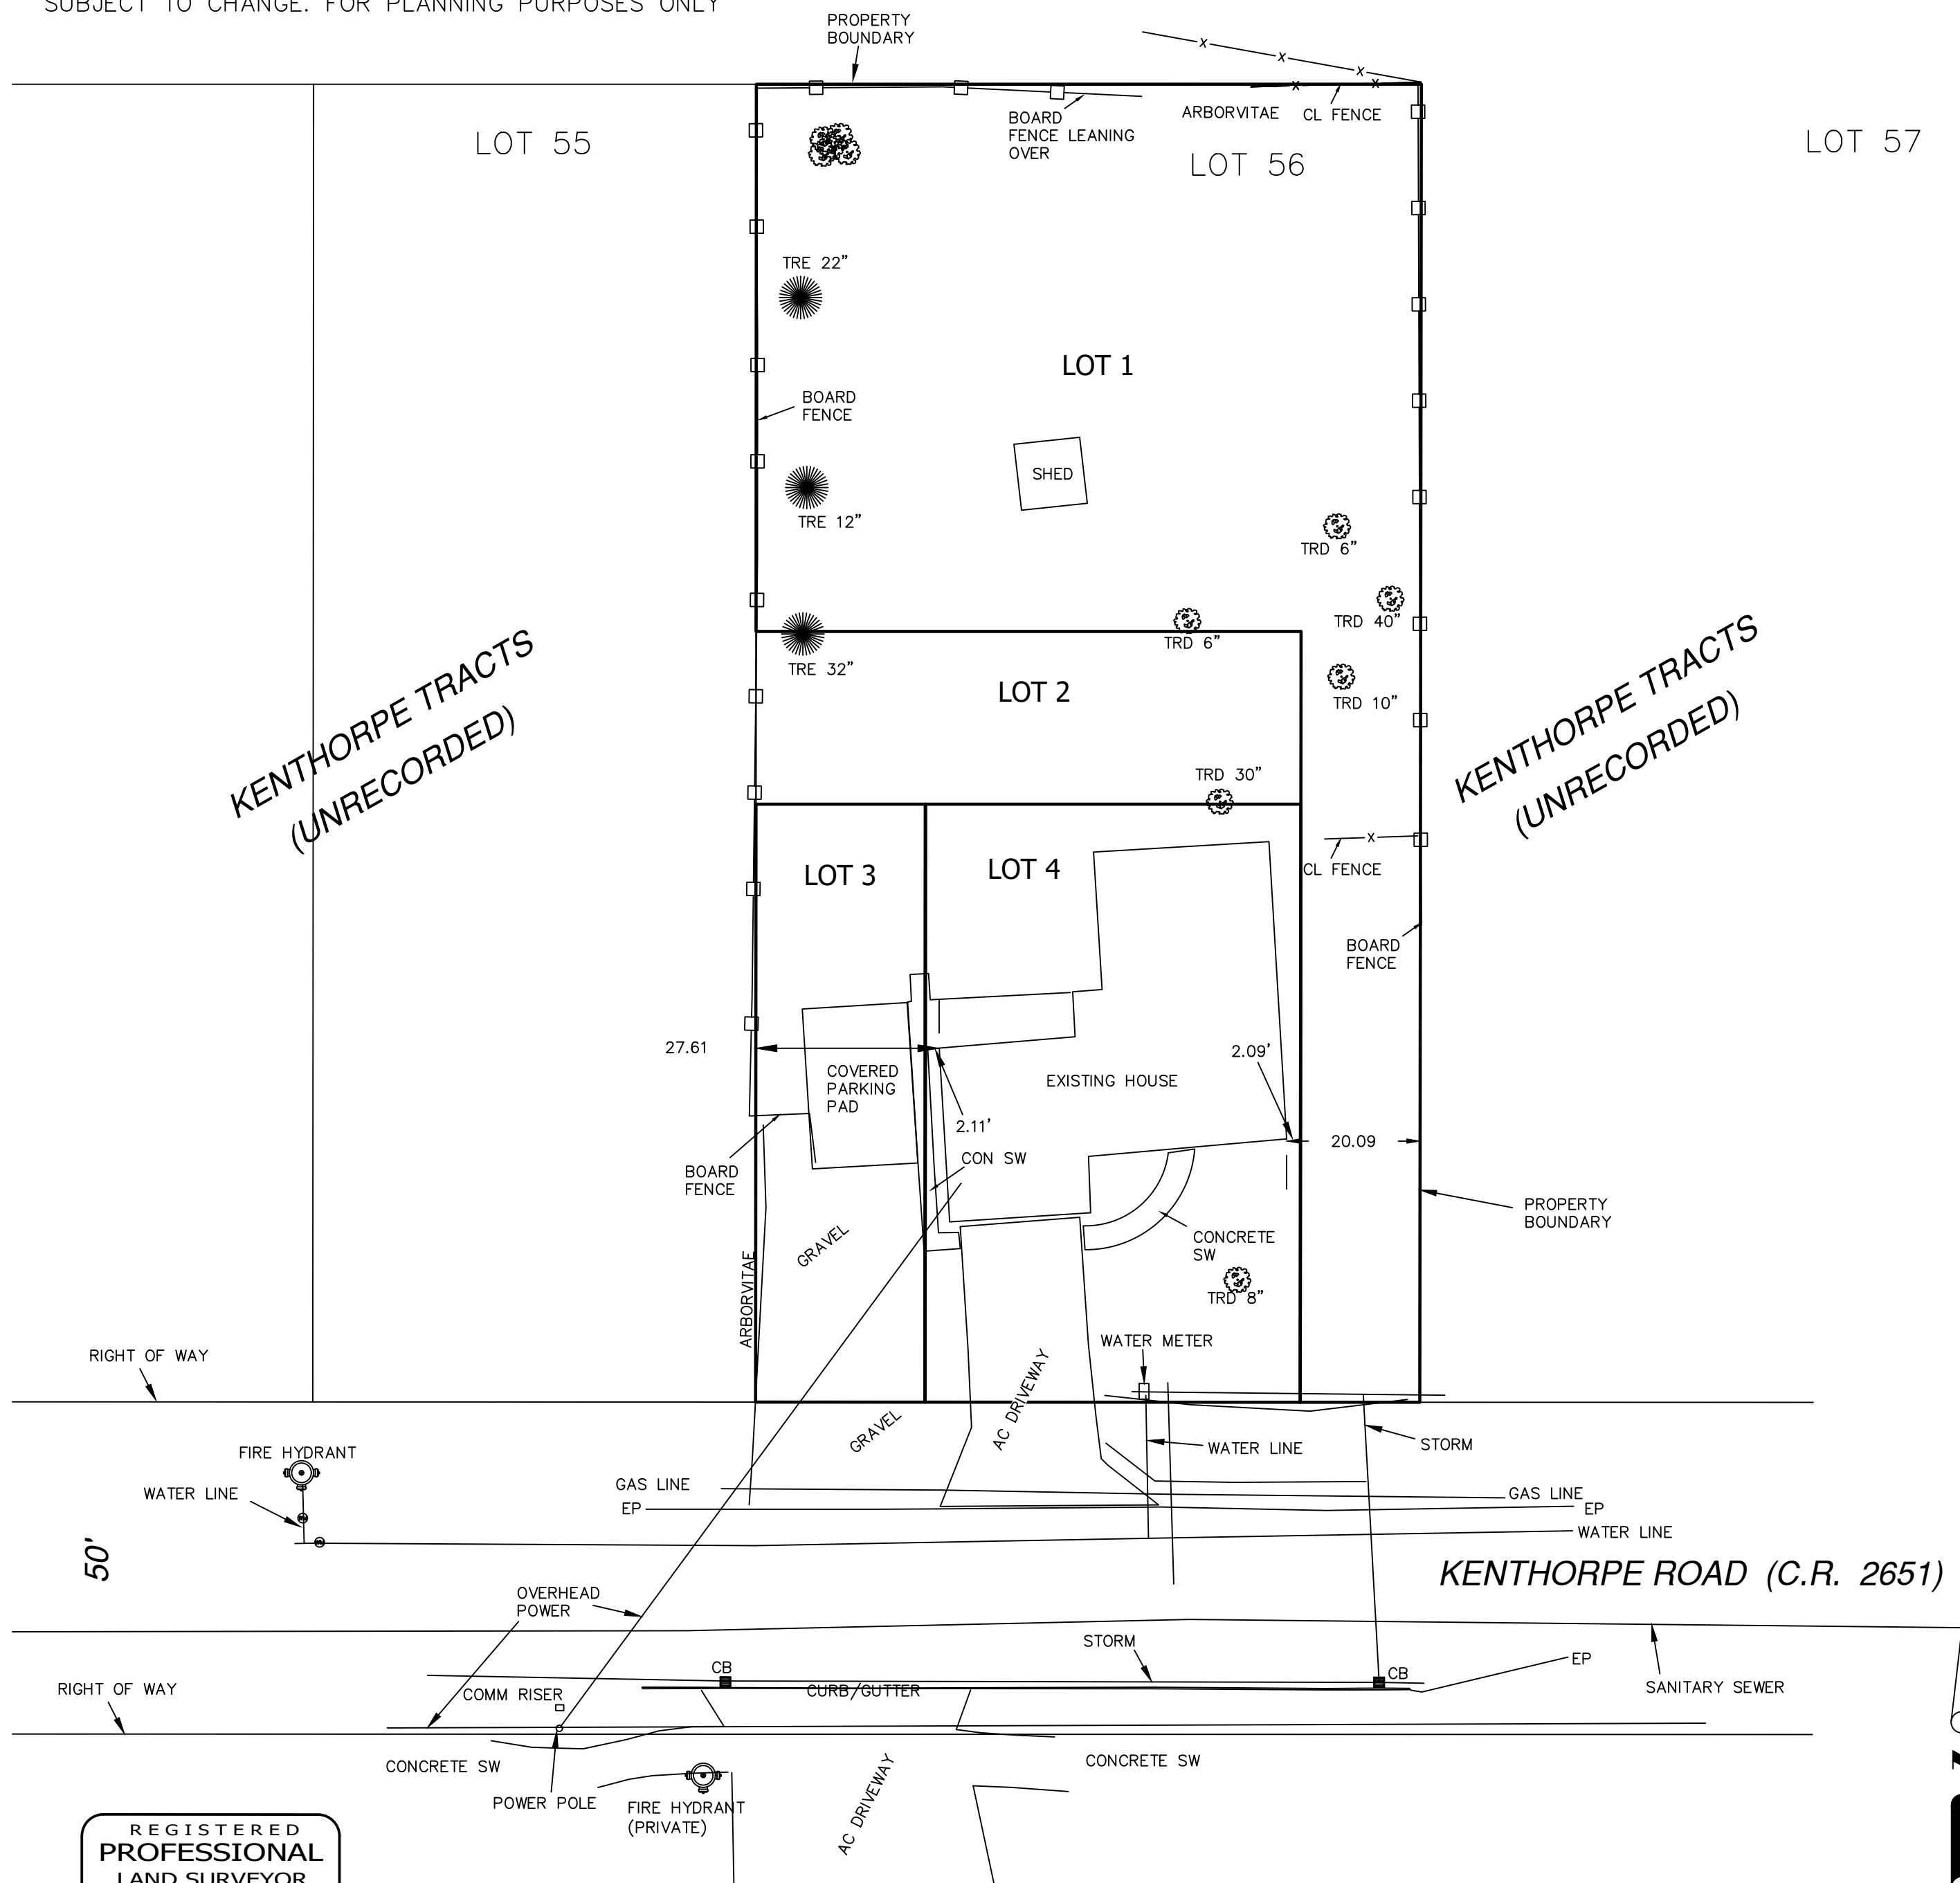 SUBJECT TO CHANGE. FOR PLANNING PURPOSES ONLY
PROPERTY
BOUNDARY
LOT 55
BOARD
FENCE LEANING
OVER
ARBORVITAE
CL FENCE
LOT 56
LOT 57
TRE 22"
LOT 1
BOARD
FENCE
SHED
TRE 12"
TRD 6"
TRD 40"
TRD 6"
TRE 32"
LOT 2
TRD 10"
KENTHORPE TRACTS
(UNRECORDED)
KENTHORPE TRACTS
(UNRECORDED)
TRD 30"
LOT 3
LOT 4
CL FENCE
BOARD
FENCE
27.61
COVERED
PARKING
PAD
EXISTING HOUSE
2.09'
2.11'
20.09
CON SW
BOARD
FENCE
PROPERTY
BOUNDARY
GRAVEL
CONCRETE
SW
ARBORVITAE
TRD 8"
WATER METER
RIGHT OF WAY
AC DRIVEWAY
GRAVEL
WATER LINE
STORM
FIRE HYDRANT
WATER LINE
GAS LINE
GAS LINE
EP
EP
WATER LINE
50'
KENTHORPE ROAD (C.R. 2651)
OVERHEAD
POWER
STORM
CB
CB
EP
COMM RISER
CURB/GUTTER
SANITARY SEWER
RIGHT OF WAY
CONCRETE SW
CONCRETE SW
POWER POLE
FIRE HYDRANT
(PRIVATE)
AC DRIVEWAY
REGISTERED
PROFESSIONAL
LAND SURVEYOR